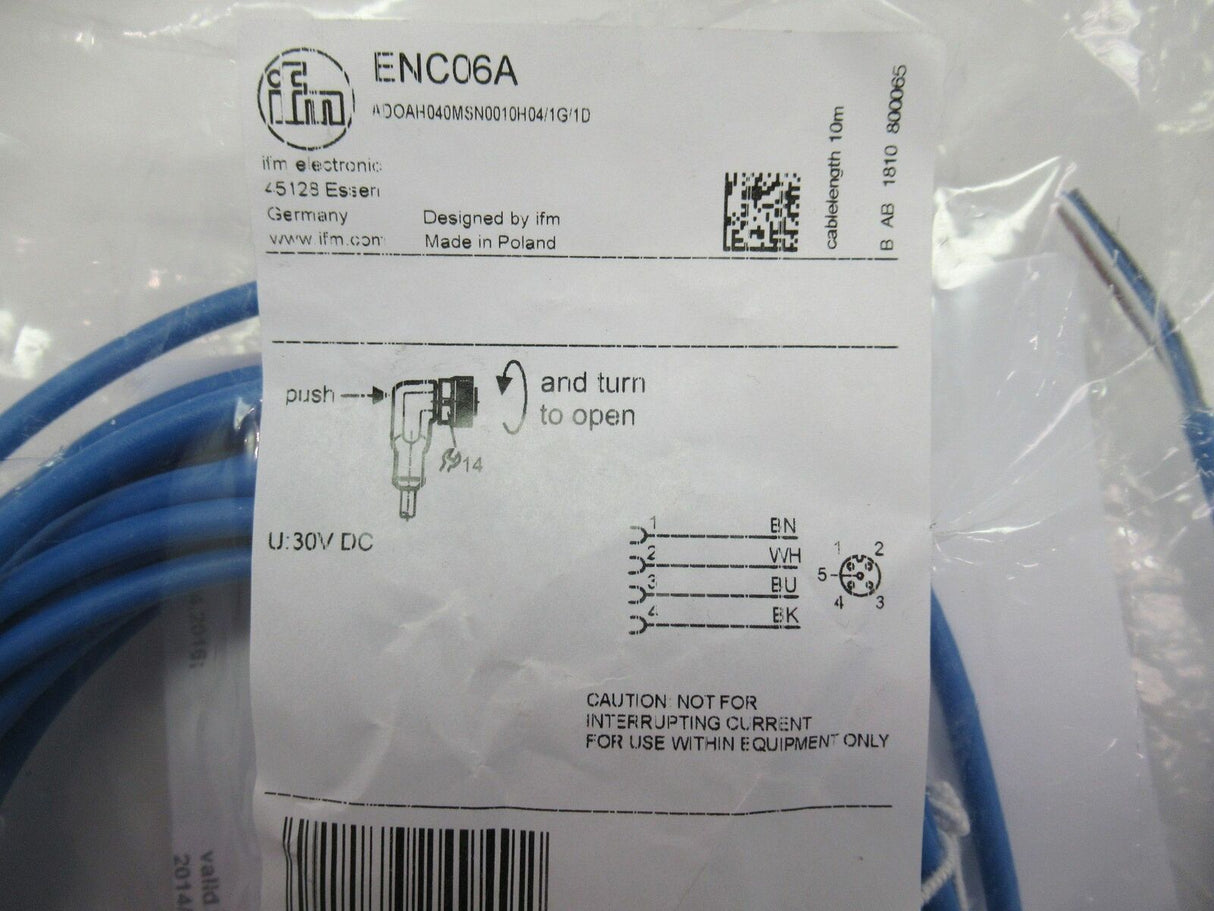 ifm
ENC06A
ADOAH040MSN0010H04/1G/1D
ifm electronic
45128 Essen
Germany
www.ifm.com
Designed by ifm
Made in Poland
cablelength 10m
B AB 1810 800065
push
and turn
to open
14
U:30V DC
1 BN
2 WH
3 BU
4 BK
1 2
5
4 3
CAUTION: NOT FOR
INTERRUPTING CURRENT
FOR USE WITHIN EQUIPMENT ONLY
valid
2014/